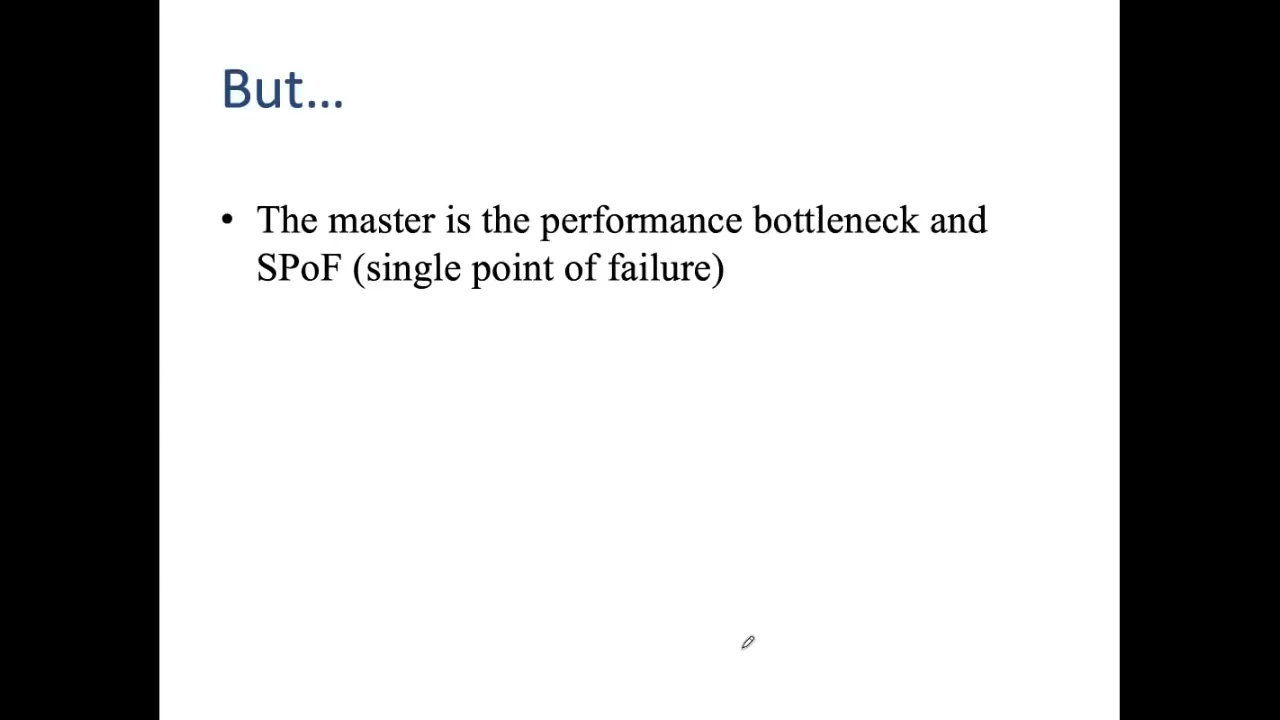 But...
• The master is the performance bottleneck and
SPoF (single point of failure)